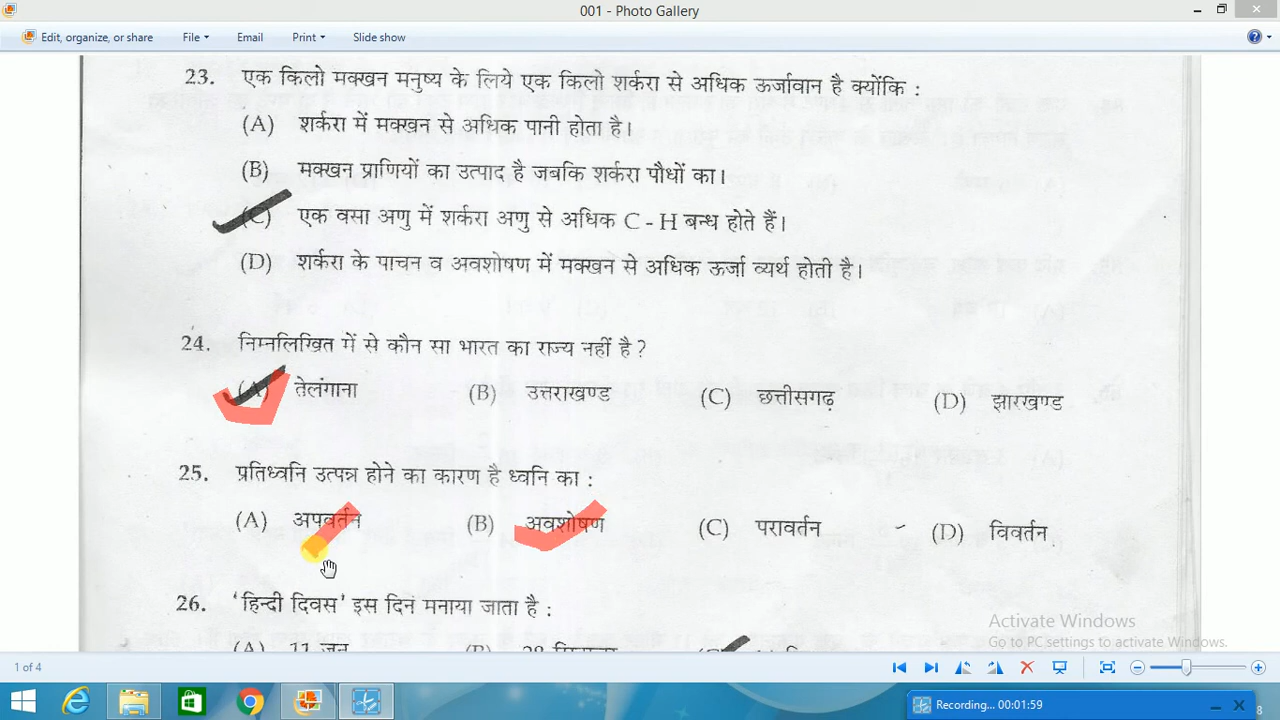 001 - Photo Gallery
Edit, organize, or share File Email Print Slide show
23. एक किलो मक्खन मनुष्य के लिये एक किलो शर्करा से अधिक ऊर्जावान है क्योंकि :
(A) शर्करा में मक्खन से अधिक पानी होता है।
(B) मक्खन प्राणियों का उत्पाद है जबकि शर्करा पौधों का।
(C) एक वसा अणु में शर्करा अणु से अधिक C - H बन्ध होते हैं।
(D) शर्करा के पाचन व अवशोषण में मक्खन से अधिक ऊर्जा व्यर्थ होती है।
24. निम्नलिखित में से कौन सा भारत का राज्य नहीं है ?
(A) तेलंगाना (B) उत्तराखण्ड (C) छत्तीसगढ़ (D) झारखण्ड
25. प्रतिध्वनि उत्पन्न होने का कारण है ध्वनि का :
(A) अपवर्तन (B) अवशोषण (C) परावर्तन (D) विवर्तन
26. 'हिन्दी दिवस' इस दिन मनाया जाता है :
(A) 11 जून (B)
Activate Windows
Go to PC settings to activate Windows.
1 of 4
Recording... 00:01:59
8